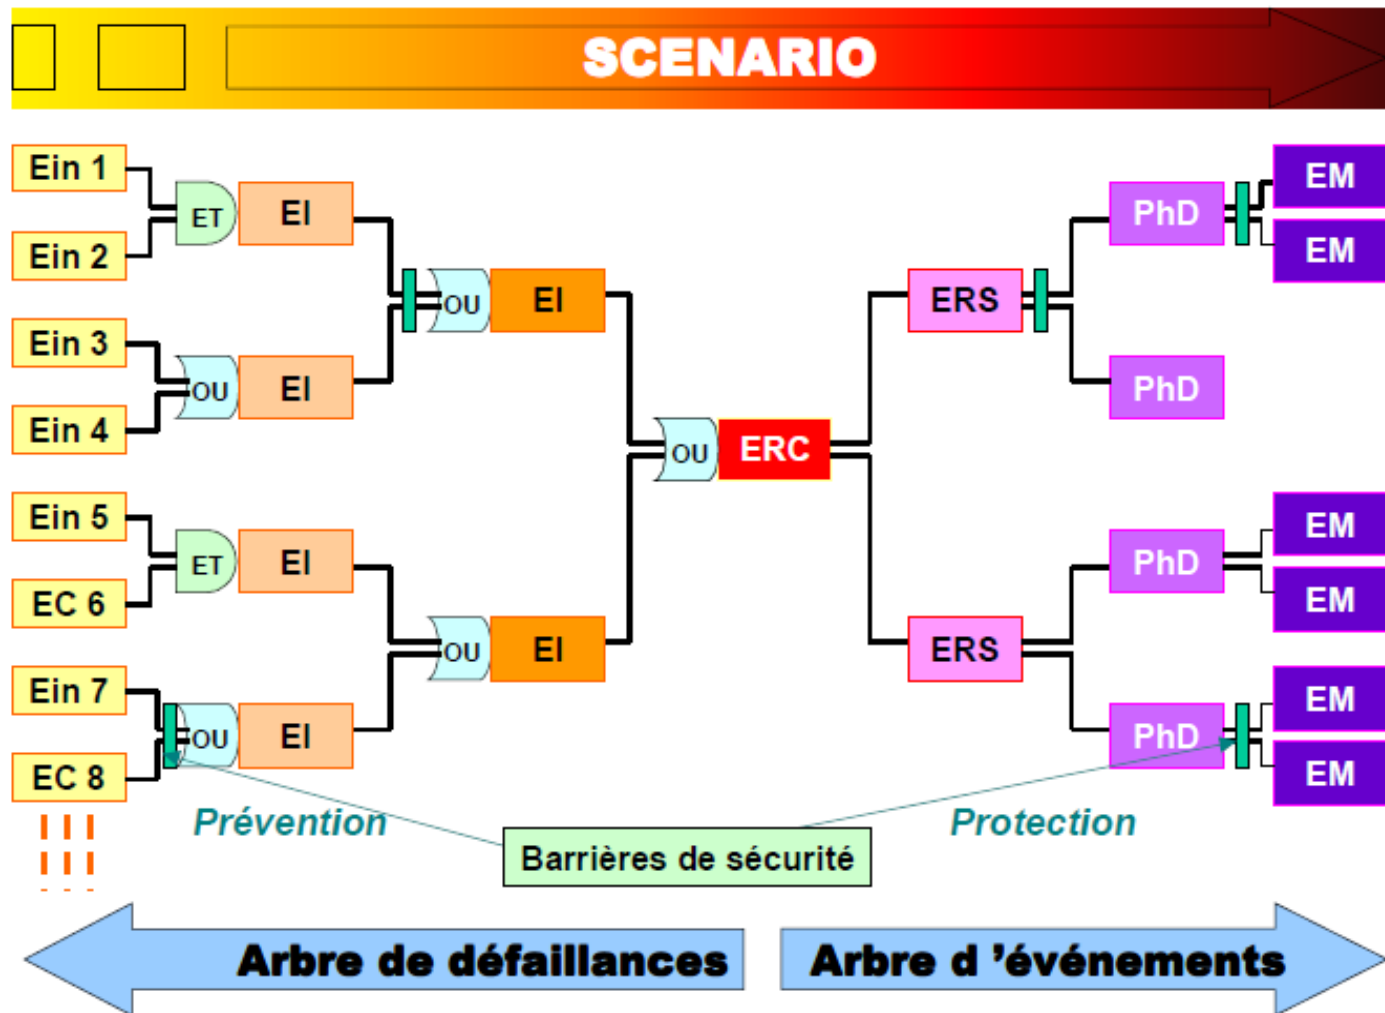 SCENARIO
Ein 1
Ein 2
Ein 3
Ein 4
Ein 5
EC 6
Ein 7
EC 8
ET
EI
OU
EI
ET
EI
OU
EI
OU
EI
OU
EI
OU
ERC
ERS
ERS
PhD
PhD
PhD
PhD
EM
EM
EM
EM
EM
EM
Prévention
Protection
Barrières de sécurité
Arbre de défaillances
Arbre d ’événements